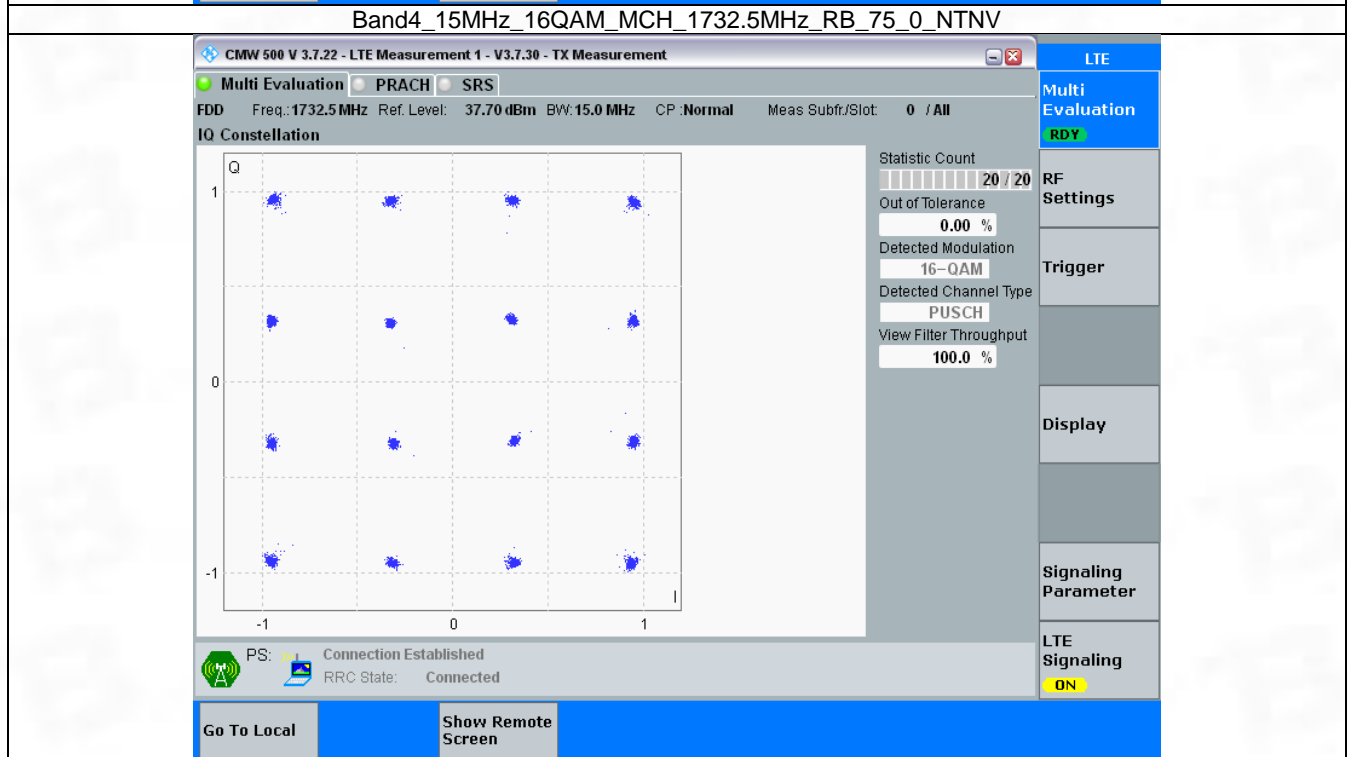 Band4_15MHz_16QAM_MCH_1732.5MHz_RB_75_0_NTNV
CMW 500 V 3.7.22 - LTE Measurement 1 - V3.7.30 - TX Measurement
LTE
Multi Evaluation PRACH SRS
Multi
Evaluation
RDY
FDD Freq.:1732.5 MHz Ref. Level: 37.70 dBm BW:15.0 MHz CP :Normal Meas Subfr./Slot: 0 / All
IQ Constellation
Q
1
0
-1
-1 0 1
I
Statistic Count
20 / 20
Out of Tolerance
0.00 %
Detected Modulation
16-QAM
Detected Channel Type
PUSCH
View Filter Throughput
100.0 %
RF
Settings
Trigger
Display
Signaling
Parameter
LTE
Signaling
ON
PS: Connection Established
RRC State: Connected
Go To Local
Show Remote
Screen